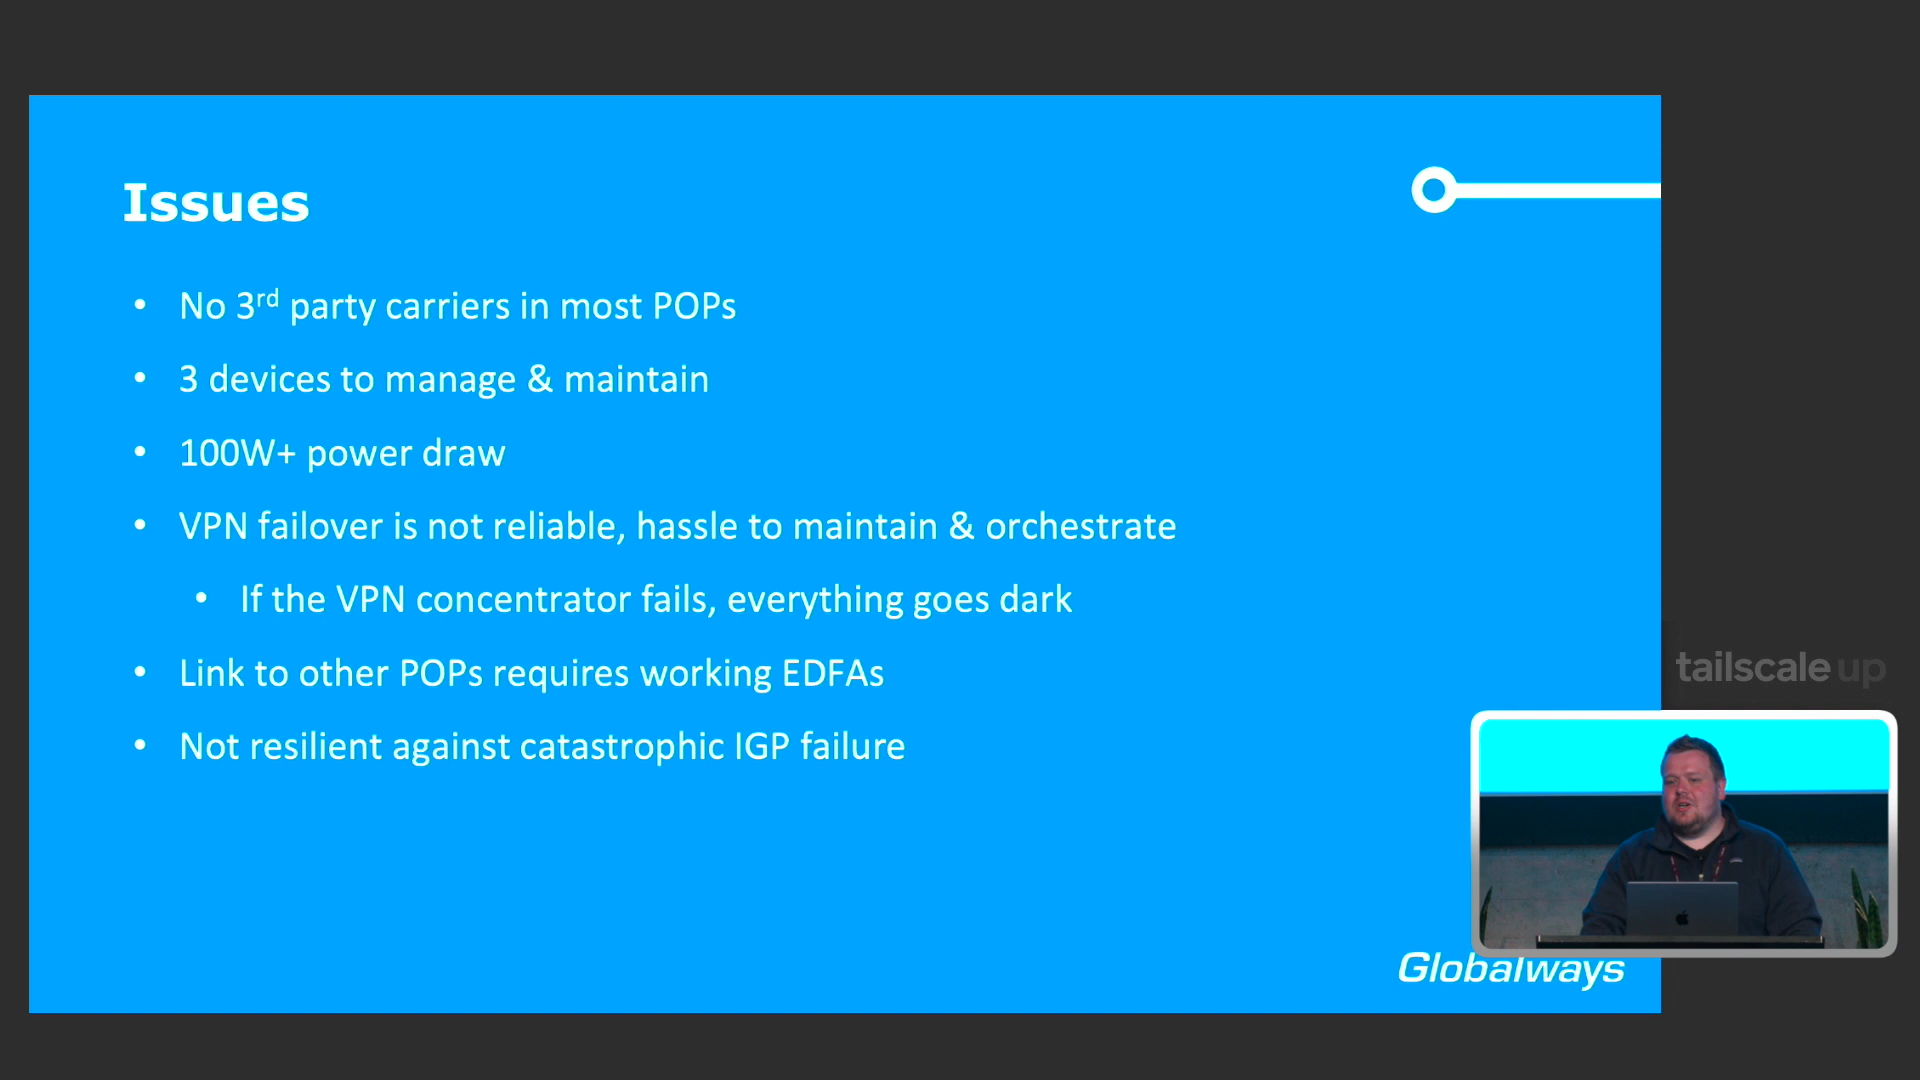 Issues
• No 3rd party carriers in most POPs
• 3 devices to manage & maintain
• 100W+ power draw
• VPN failover is not reliable, hassle to maintain & orchestrate
• If the VPN concentrator fails, everything goes dark
• Link to other POPs requires working EDFAs
• Not resilient against catastrophic IGP failure
tailscale up
Globalways